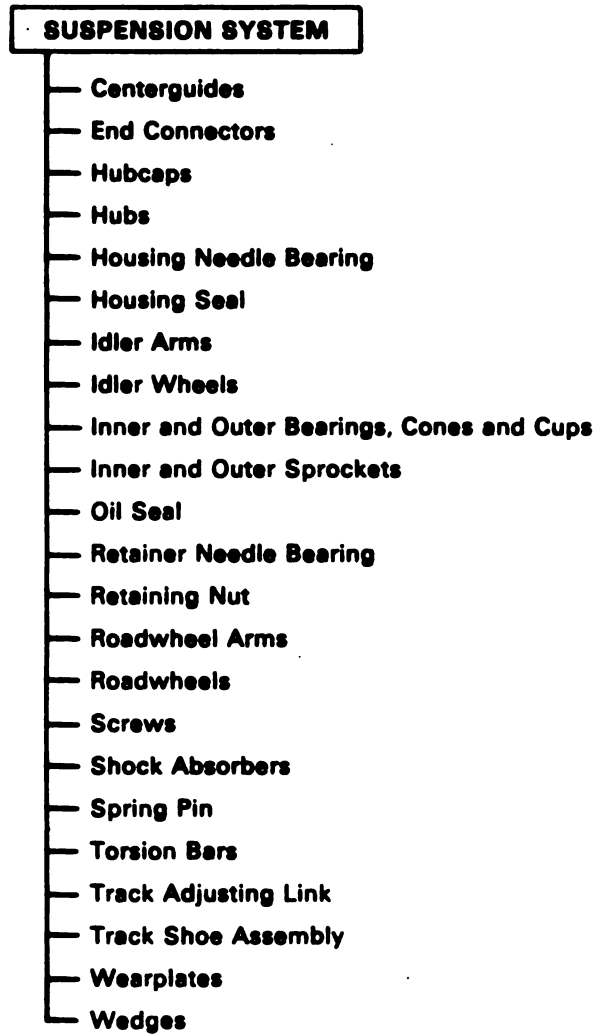 SUSPENSION SYSTEM
Centerguides
End Connectors
Hubcaps
Hubs
Housing Needle Bearing
Housing Seal
Idler Arms
Idler Wheels
Inner and Outer Bearings, Cones and Cups
Inner and Outer Sprockets
Oil Seal
Retainer Needle Bearing
Retaining Nut
Roadwheel Arms
Roadwheels
Screws
Shock Absorbers
Spring Pin
Torsion Bars
Track Adjusting Link
Track Shoe Assembly
Wearplates
Wedges